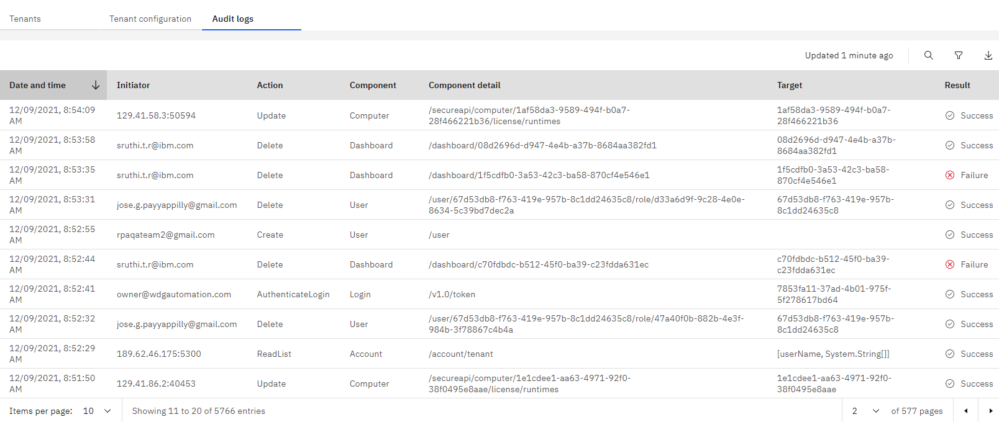 Tenants Tenant configuration Audit logs
Updated 1 minute ago
Date and time Initiator Action Component Component detail Target Result
12/09/2021, 8:54:09 AM 129.41.58.3:50594 Update Computer /secureapi/computer/1af58da3-9589-494f-b0a7-28f466221b36/license/runtimes 1af58da3-9589-494f-b0a7-28f466221b36 Success
12/09/2021, 8:53:58 AM sruthi.t.r@ibm.com Delete Dashboard /dashboard/08d2696d-d947-4e4b-a37b-8684aa382fd1 08d2696d-d947-4e4b-a37b-8684aa382fd1 Success
12/09/2021, 8:53:35 AM sruthi.t.r@ibm.com Delete Dashboard /dashboard/1f5cdfb0-3a53-42c3-ba58-870cf4e546e1 1f5cdfb0-3a53-42c3-ba58-870cf4e546e1 Failure
12/09/2021, 8:53:31 AM jose.g.payyappilly@gmail.com Delete User /user/67d53db8-f763-419e-957b-8c1dd24635c8/role/d33a6d9f-9c28-4e0e-8634-5c39bd7dec2a 67d53db8-f763-419e-957b-8c1dd24635c8 Success
12/09/2021, 8:52:55 AM rpaqateam2@gmail.com Create User /user Success
12/09/2021, 8:52:44 AM sruthi.t.r@ibm.com Delete Dashboard /dashboard/c70fdbdc-b512-45f0-ba39-c23fdda631ec c70fdbdc-b512-45f0-ba39-c23fdda631ec Failure
12/09/2021, 8:52:41 AM owner@wdgautomation.com AuthenticateLogin Login /v1.0/token 7853fa11-37ad-4b01-975f-5f278617bd64 Success
12/09/2021, 8:52:32 AM jose.g.payyappilly@gmail.com Delete User /user/67d53db8-f763-419e-957b-8c1dd24635c8/role/47a40f0b-882b-4e3f-984b-3f78867c4b4a 67d53db8-f763-419e-957b-8c1dd24635c8 Success
12/09/2021, 8:52:29 AM 189.62.46.175:5300 ReadList Account /account/tenant [userName, System.String[]] Success
12/09/2021, 8:51:50 AM 129.41.86.2:40453 Update Computer /secureapi/computer/1e1cdee1-aa63-4971-92f0-38f0495e8aae/license/runtimes 1e1cdee1-aa63-4971-92f0-38f0495e8aae Success
Items per page: 10 Showing 11 to 20 of 5766 entries 2 of 577 pages